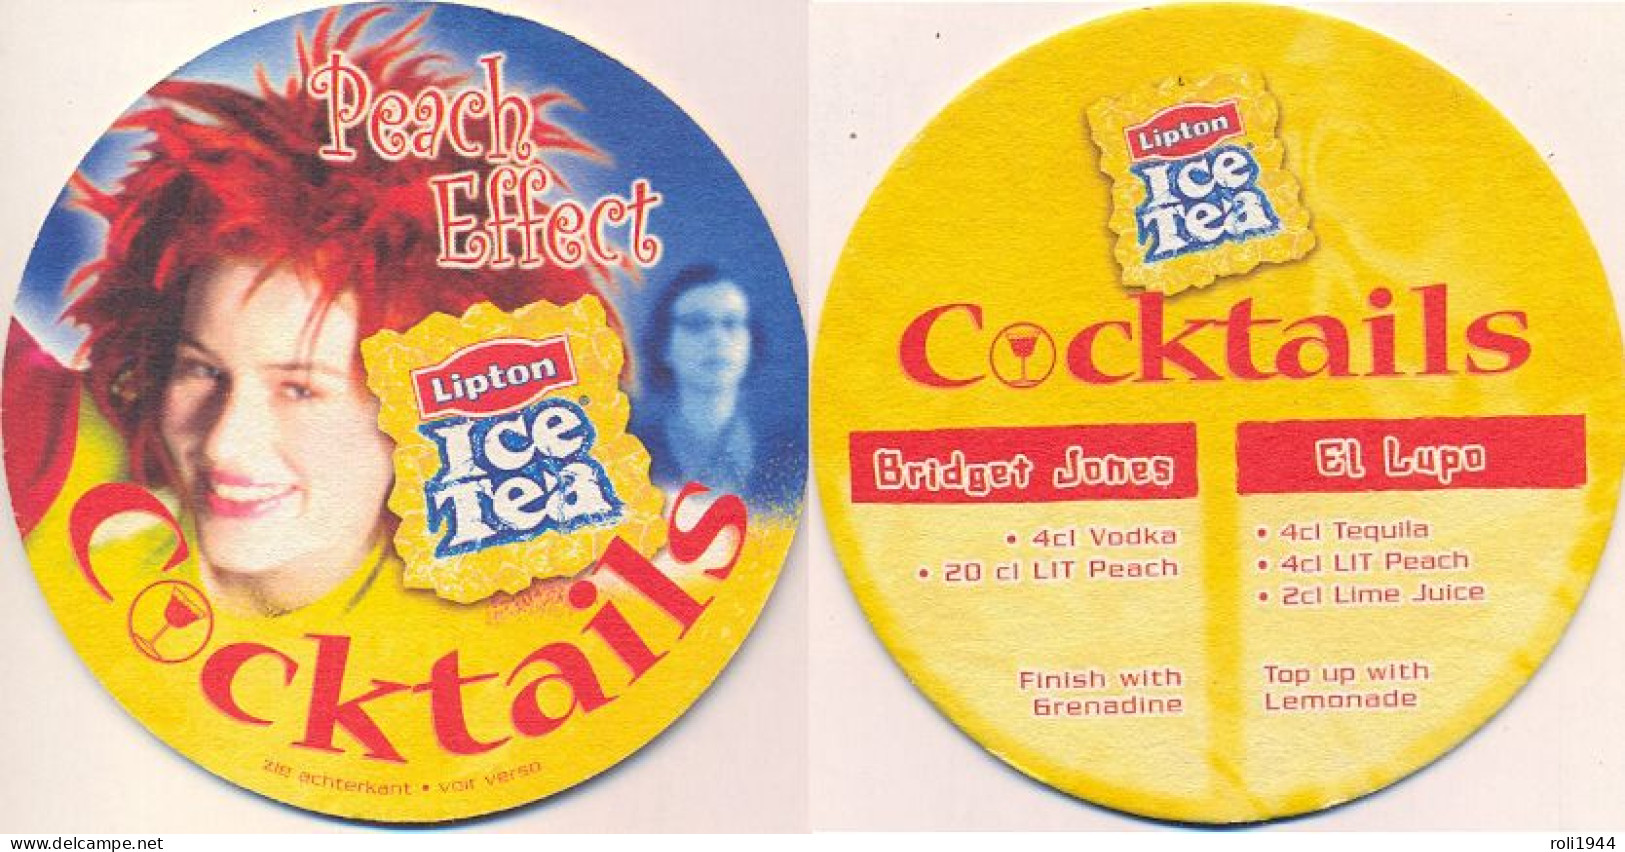 Peach
Effect
Lipton
Ice
Tea
Cocktails
zie achterkant • voir verso
Lipton
Ice
Tea
Cocktails
Bridget Jones
• 4cl Vodka
• 20 cl LIT Peach
Finish with
Grenadine
El Lupo
• 4cl Tequila
• 4cl LIT Peach
• 2cl Lime Juice
Top up with
Lemonade
www.delcampe.net
roli1944